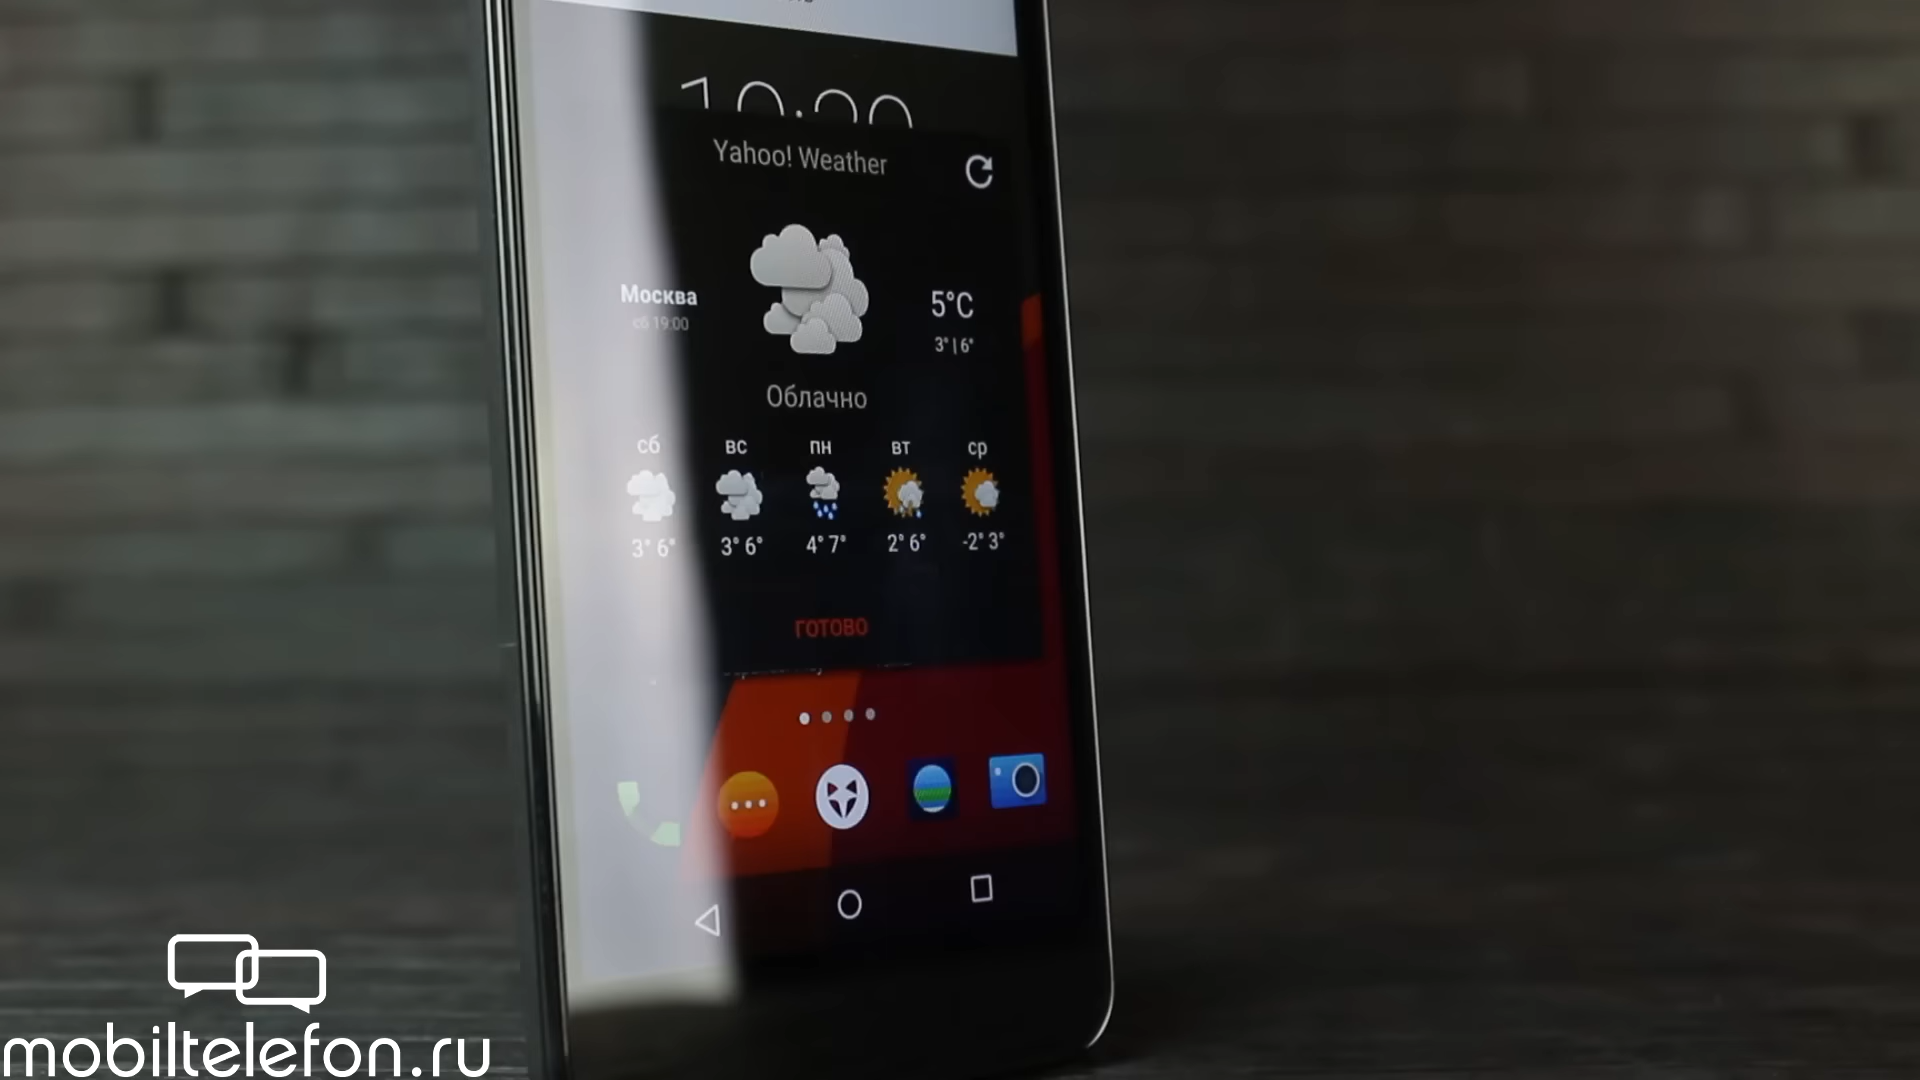 Yahoo! Weather
Москва
сб 19:00
5°C
3° | 6°
Облачно
сб вс пн вт ср
3° 6° 3° 6° 4° 7° 2° 6° -2° 3°
ГОТОВО
mobiltelefon.ru